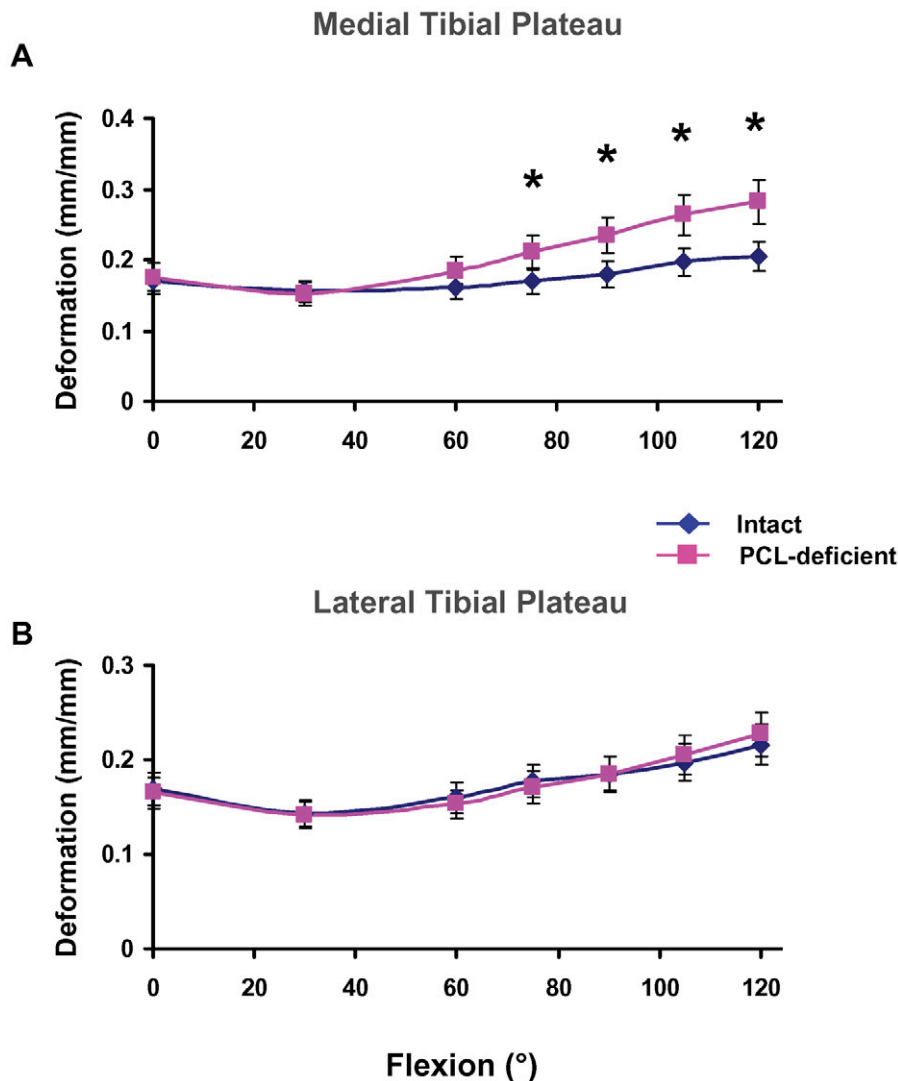 Medial Tibial Plateau
A
Deformation (mm/mm)
0.4
0.3
0.2
0.1
0
* * * *
0 20 40 60 80 100 120
Intact
PCL-deficient
Lateral Tibial Plateau
B
Deformation (mm/mm)
0.3
0.2
0.1
0
0 20 40 60 80 100 120
Flexion (°)